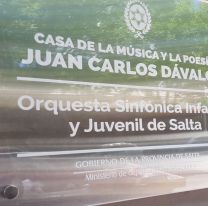 CASA DE LA MÚSICA Y LA POESÍ
JUAN CARLOS DÁVALO
Orquesta Sinfónica Infa
y Juvenil de Salta
GOBIERNO DE LA PROVINCIA DE SALTA
Ministerio de